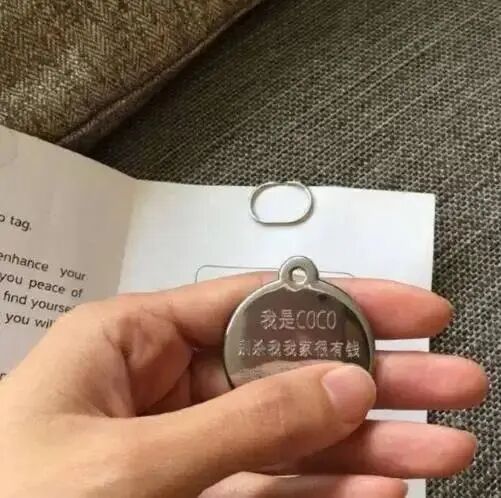 o tag.
enhance your
you peace of
find yourself
you will
我是COCO
别杀我我家很有钱